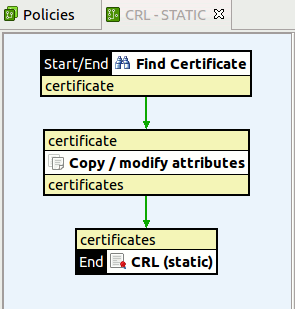 Policies
CRL - STATIC
Start/End Find Certificate
certificate
certificate
Copy / modify attributes
certificates
certificates
End CRL (static)